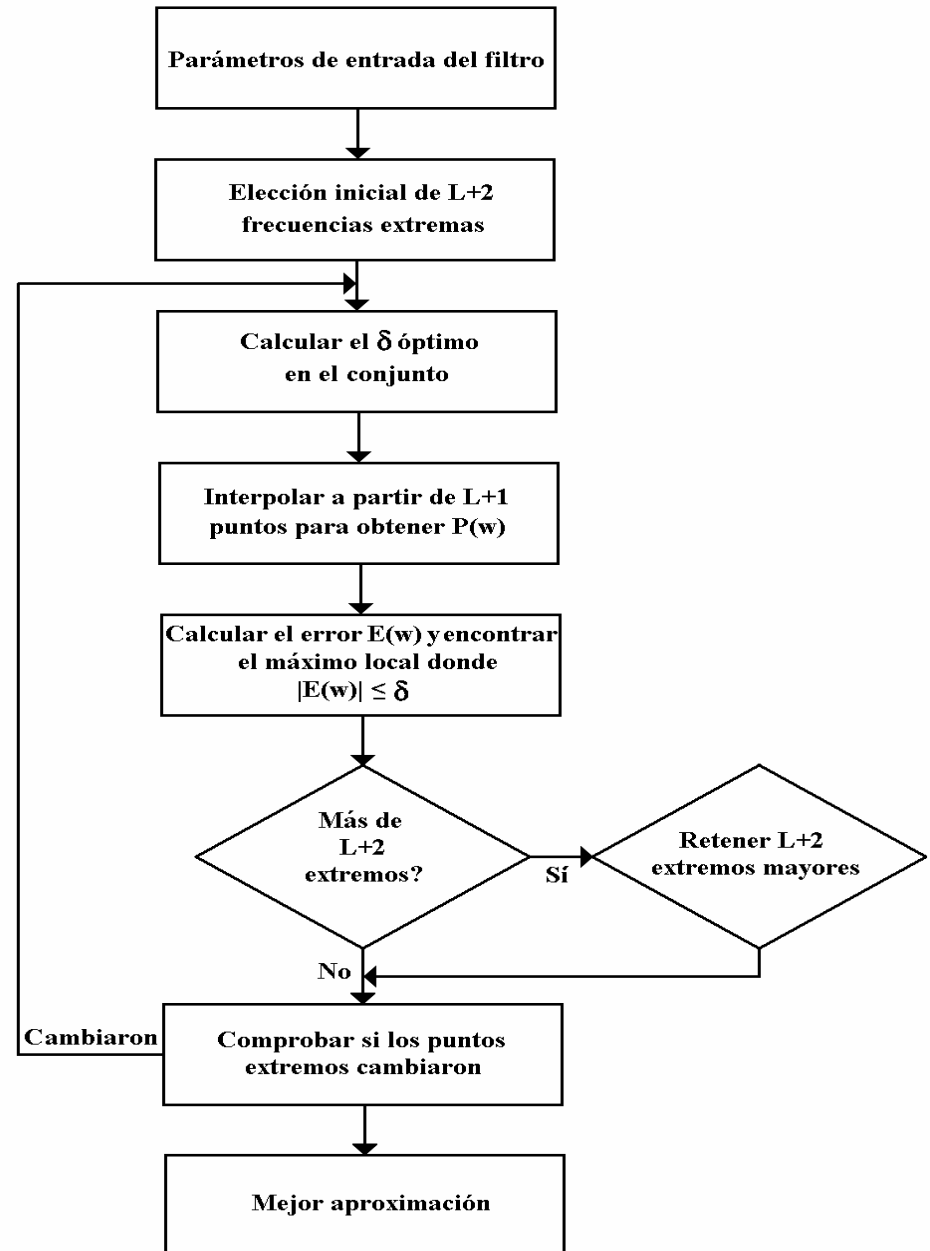 Parámetros de entrada del filtro
Elección inicial de L+2
frecuencias extremas
Calcular el δ óptimo
en el conjunto
Interpolar a partir de L+1
puntos para obtener P(w)
Calcular el error E(w) y encontrar
el máximo local donde
|E(w)| ≤ δ
Más de
L+2
extremos?
Sí
Retener L+2
extremos mayores
No
Cambiaron
Comprobar si los puntos
extremos cambiaron
Mejor aproximación